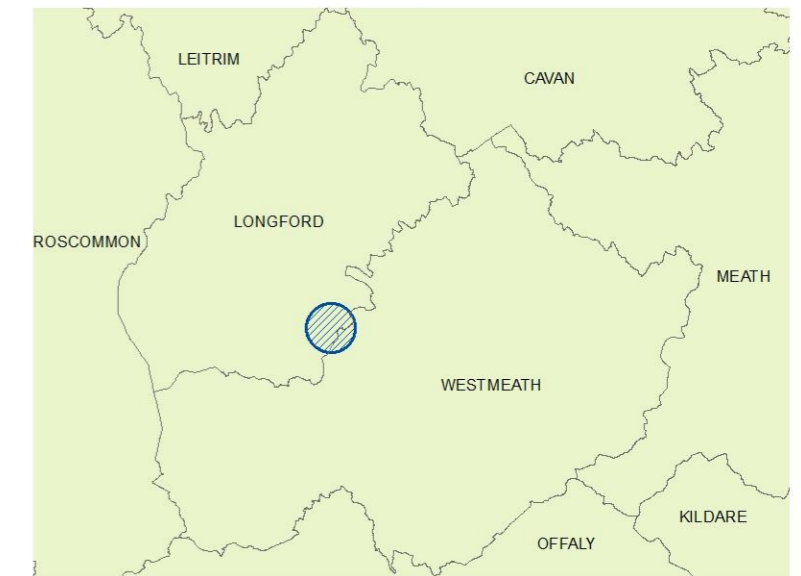 LEITRIM
CAVAN
LONGFORD
ROSCOMMON
MEATH
WESTMEATH
KILDARE
OFFALY